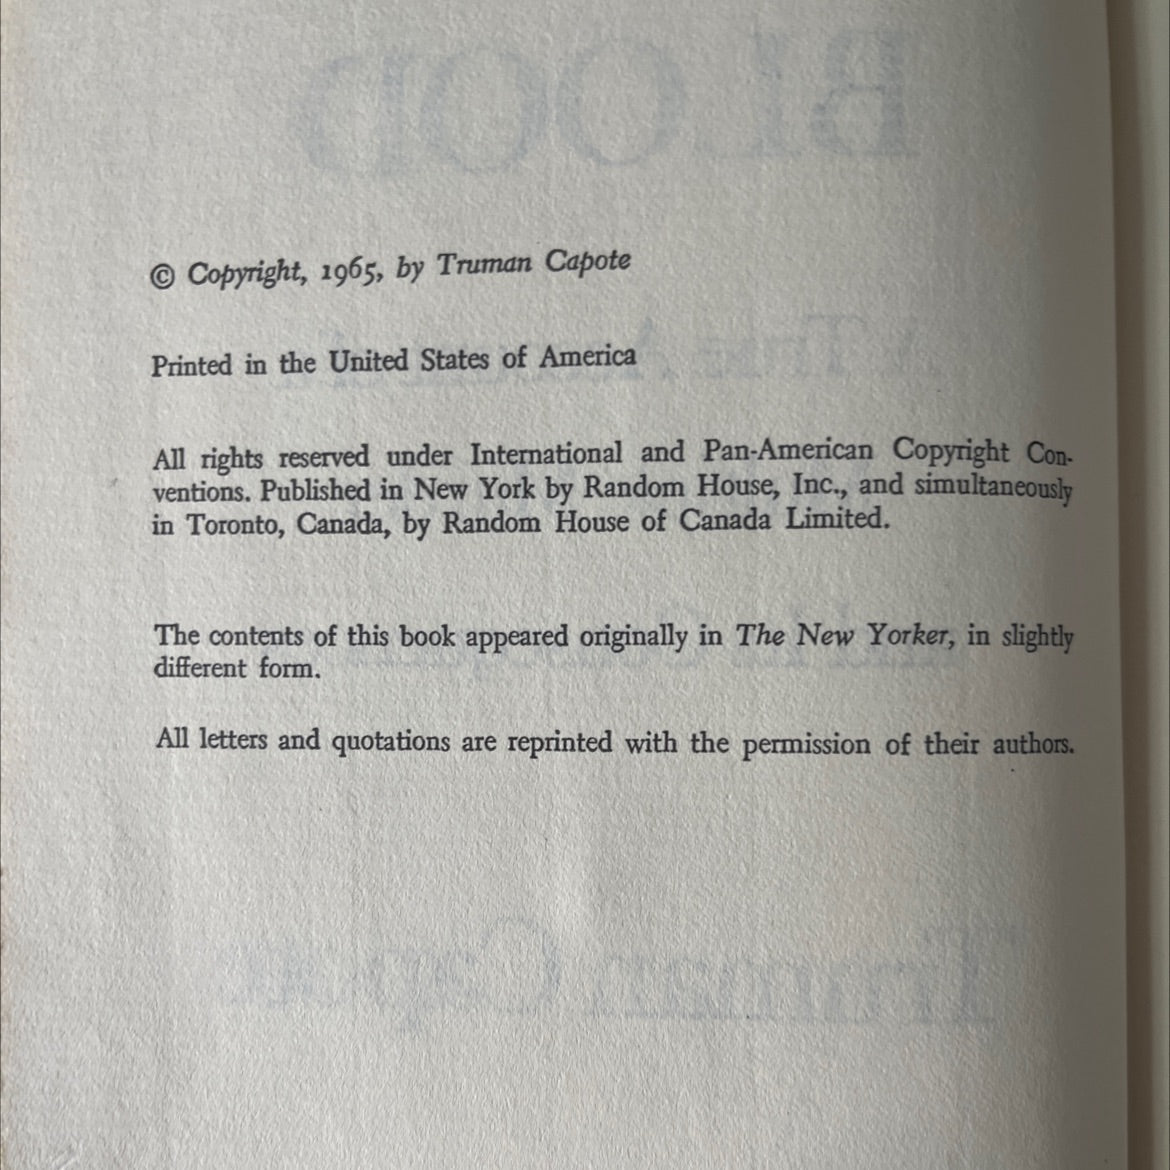 BLOOD
© Copyright, 1965, by Truman Capote
Printed in the United States of America
All rights reserved under International and Pan-American Copyright Con-
ventions. Published in New York by Random House, Inc., and simultaneously
in Toronto, Canada, by Random House of Canada Limited.
The contents of this book appeared originally in The New Yorker, in slightly
different form.
All letters and quotations are reprinted with the permission of their authors.
Truman Capote